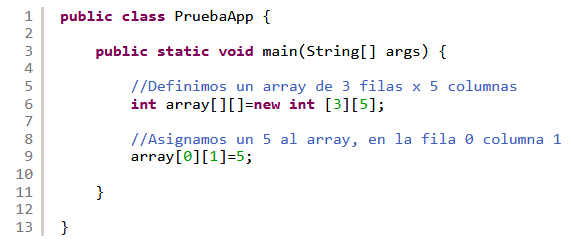 1 public class PruebaApp {
2
3 public static void main(String[] args) {
4
5 //Definimos un array de 3 filas x 5 columnas
6 int array[][]=new int [3][5];
7
8 //Asignamos un 5 al array, en la fila 0 columna 1
9 array[0][1]=5;
10
11 }
12
13 }